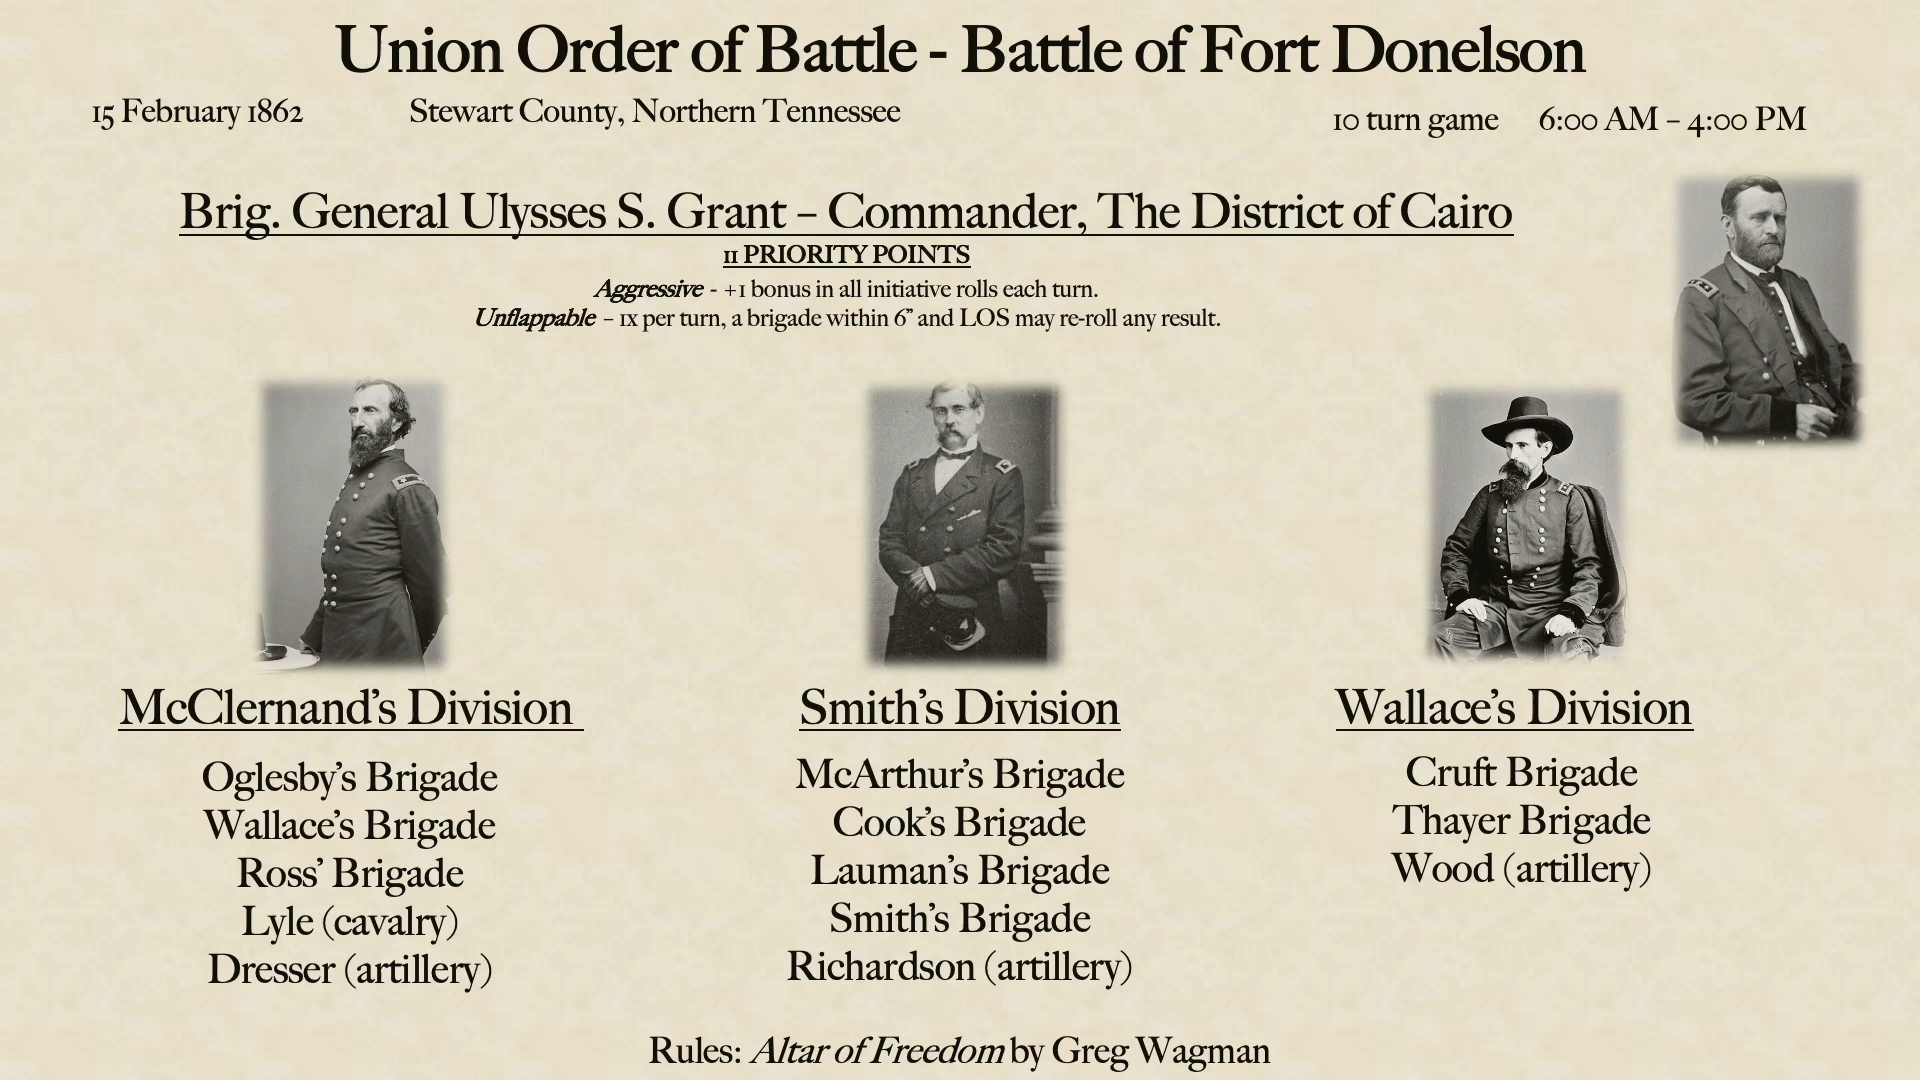 Union Order of Battle - Battle of Fort Donelson
15 February 1862 Stewart County, Northern Tennessee 10 turn game 6:00 AM – 4:00 PM
Brig. General Ulysses S. Grant – Commander, The District of Cairo
11 PRIORITY POINTS
Aggressive - +1 bonus in all initiative rolls each turn.
Unflappable – 1x per turn, a brigade within 6” and LOS may re-roll any result.
McClernand’s Division
Oglesby’s Brigade
Wallace’s Brigade
Ross’ Brigade
Lyle (cavalry)
Dresser (artillery)
Smith’s Division
McArthur’s Brigade
Cook’s Brigade
Lauman’s Brigade
Smith’s Brigade
Richardson (artillery)
Wallace’s Division
Cruft Brigade
Thayer Brigade
Wood (artillery)
Rules: Altar of Freedom by Greg Wagman